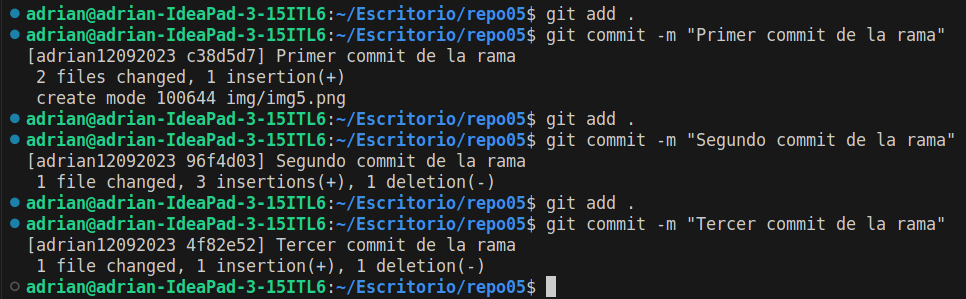 adrian@adrian-IdeaPad-3-15ITL6:~/Escritorio/repo05$ git add .
adrian@adrian-IdeaPad-3-15ITL6:~/Escritorio/repo05$ git commit -m "Primer commit de la rama"
[adrian12092023 c38d5d7] Primer commit de la rama
 2 files changed, 1 insertion(+)
 create mode 100644 img/img5.png
adrian@adrian-IdeaPad-3-15ITL6:~/Escritorio/repo05$ git add .
adrian@adrian-IdeaPad-3-15ITL6:~/Escritorio/repo05$ git commit -m "Segundo commit de la rama"
[adrian12092023 96f4d03] Segundo commit de la rama
 1 file changed, 3 insertions(+), 1 deletion(-)
adrian@adrian-IdeaPad-3-15ITL6:~/Escritorio/repo05$ git add .
adrian@adrian-IdeaPad-3-15ITL6:~/Escritorio/repo05$ git commit -m "Tercer commit de la rama"
[adrian12092023 4f82e52] Tercer commit de la rama
 1 file changed, 1 insertion(+), 1 deletion(-)
adrian@adrian-IdeaPad-3-15ITL6:~/Escritorio/repo05$